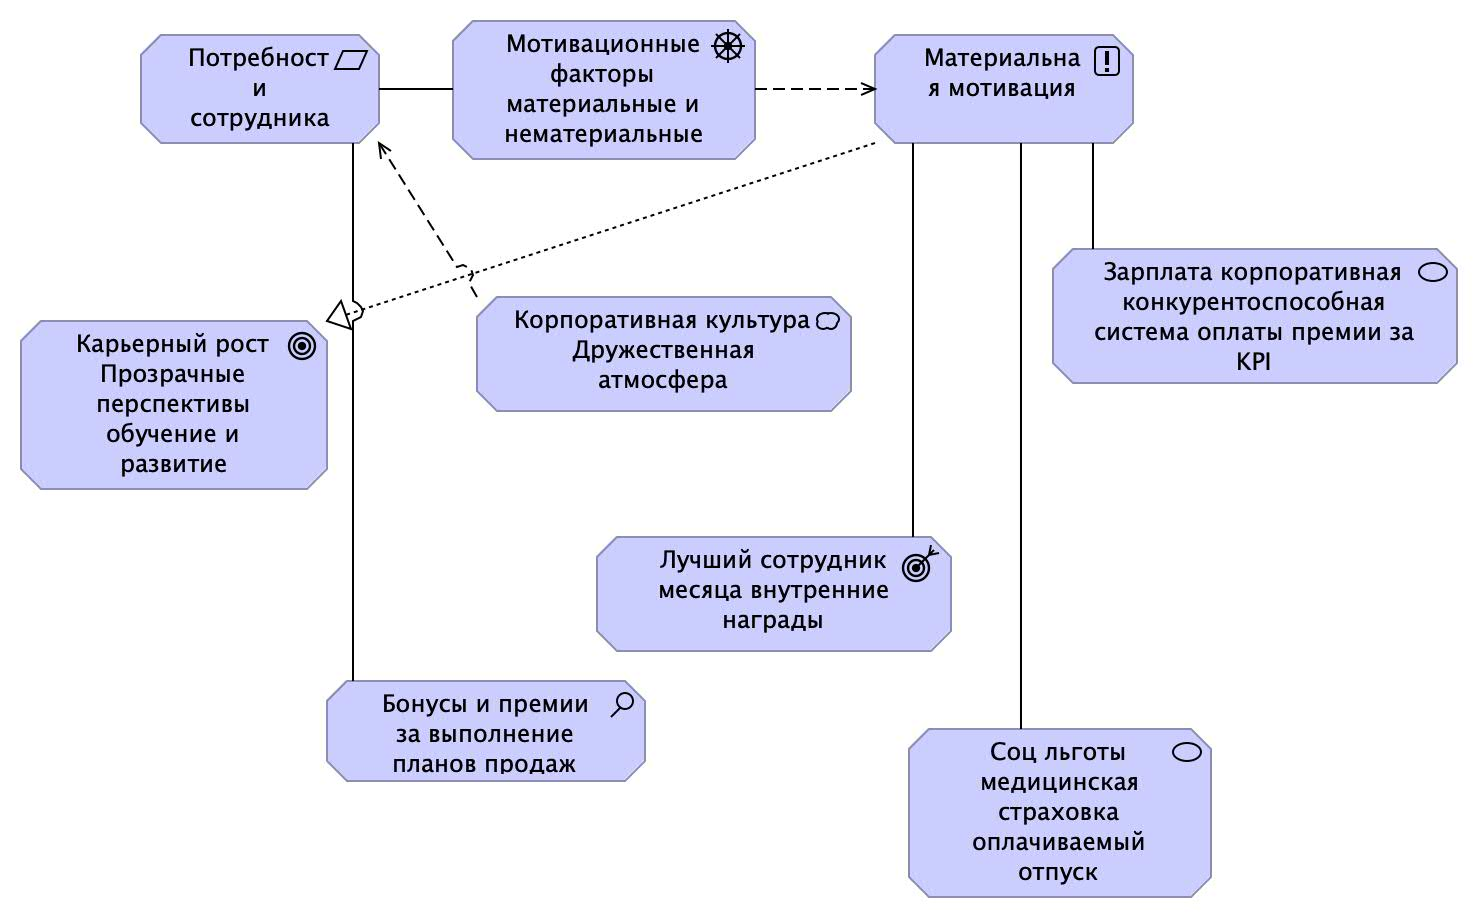 Потребност
и
сотрудника
Мотивационные
факторы
материальные и
нематериальные
Материальна
я мотивация
Зарплата корпоративная
конкурентоспособная
система оплаты премии за
KPI
Корпоративная культура
Дружественная
атмосфера
Карьерный рост
Прозрачные
перспективы
обучение и
развитие
Лучший сотрудник
месяца внутренние
награды
Бонусы и премии
за выполнение
планов продаж
Соц льготы
медицинская
страховка
оплачиваемый
отпуск